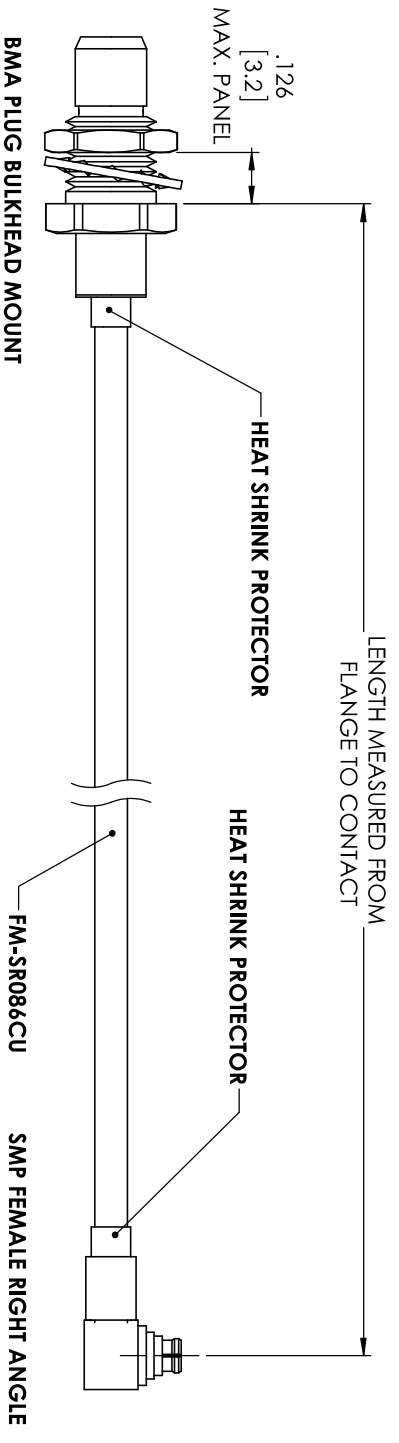 .126
[3.2]
MAX. PANEL
LENGTH MEASURED FROM
FLANGE TO CONTACT
HEAT SHRINK PROTECTOR
HEAT SHRINK PROTECTOR
BMA PLUG BULKHEAD MOUNT
FM-SR086CU
SMP FEMALE RIGHT ANGLE